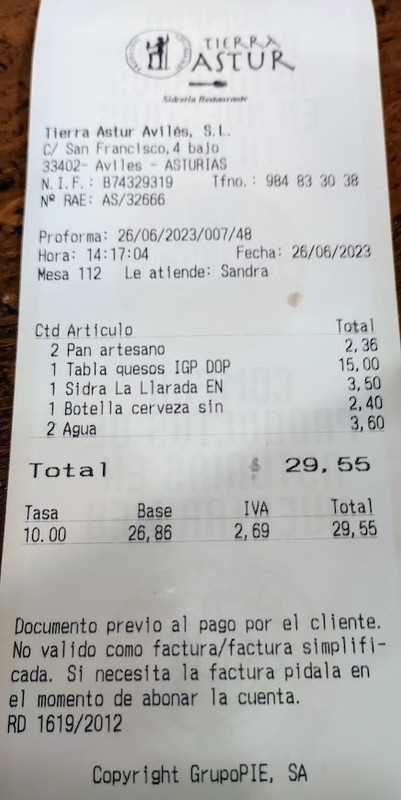 TIERRA
ASTUR
Sidrería Restaurante
Tierra Astur Avilés, S.L.
C/ San Francisco,4 bajo
33402- Aviles - ASTURIAS
N.I.F.: B74329319 Tfno.: 984 83 30 38
Nº RAE: AS/32666
Proforma: 26/06/2023/007/48
Hora: 14:17:04 Fecha: 26/06/2023
Mesa 112 Le atiende: Sandra
Ctd Articulo Total
2 Pan artesano 2,36
1 Tabla quesos IGP DOP 15,00
1 Sidra La Llarada EN 3,50
1 Botella cerveza sin 2,40
2 Agua 3,60
Total 29,55
Tasa Base IVA Total
10.00 26,86 2,69 29,55
Documento previo al pago por el cliente.
No valido como factura/factura simplifi-
cada. Si necesita la factura pidala en
el momento de abonar la cuenta.
RD 1619/2012
Copyright GrupoPIE, SA